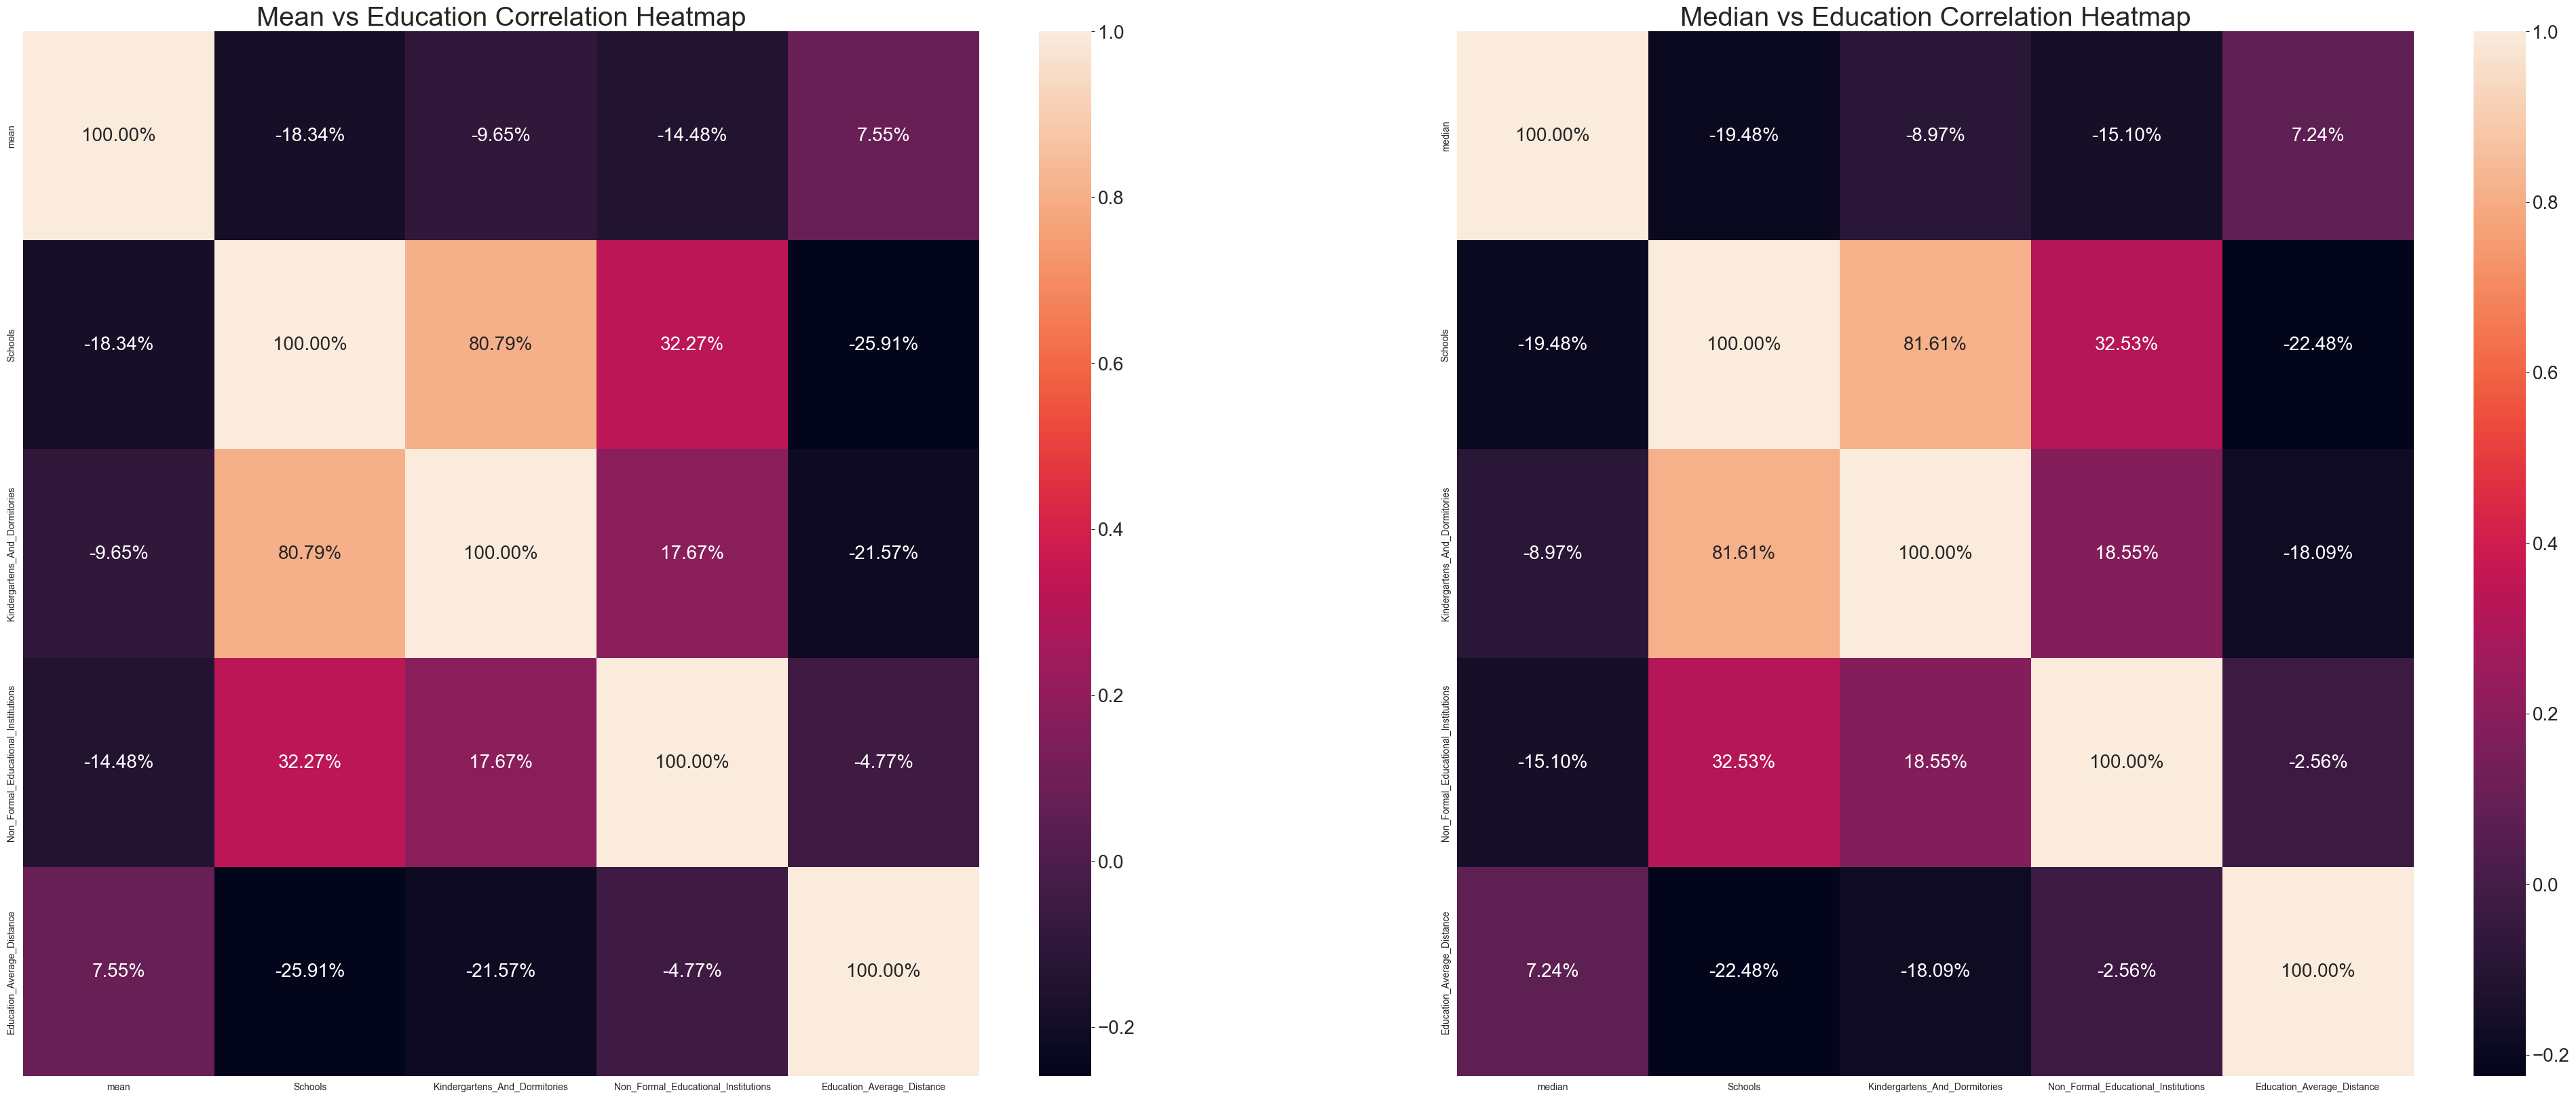 Mean vs Education Correlation Heatmap
mean
100.00% -18.34% -9.65% -14.48% 7.55%
Schools
-18.34% 100.00% 80.79% 32.27% -25.91%
Kindergartens_And_Dormitories
-9.65% 80.79% 100.00% 17.67% -21.57%
Non_Formal_Educational_Institutions
-14.48% 32.27% 17.67% 100.00% -4.77%
Education_Average_Distance
7.55% -25.91% -21.57% -4.77% 100.00%
mean Schools Kindergartens_And_Dormitories Non_Formal_Educational_Institutions Education_Average_Distance
1.0
0.8
0.6
0.4
0.2
0.0
−0.2
Median vs Education Correlation Heatmap
median
100.00% -19.48% -8.97% -15.10% 7.24%
Schools
-19.48% 100.00% 81.61% 32.53% -22.48%
Kindergartens_And_Dormitories
-8.97% 81.61% 100.00% 18.55% -18.09%
Non_Formal_Educational_Institutions
-15.10% 32.53% 18.55% 100.00% -2.56%
Education_Average_Distance
7.24% -22.48% -18.09% -2.56% 100.00%
median Schools Kindergartens_And_Dormitories Non_Formal_Educational_Institutions Education_Average_Distance
1.0
0.8
0.6
0.4
0.2
0.0
−0.2